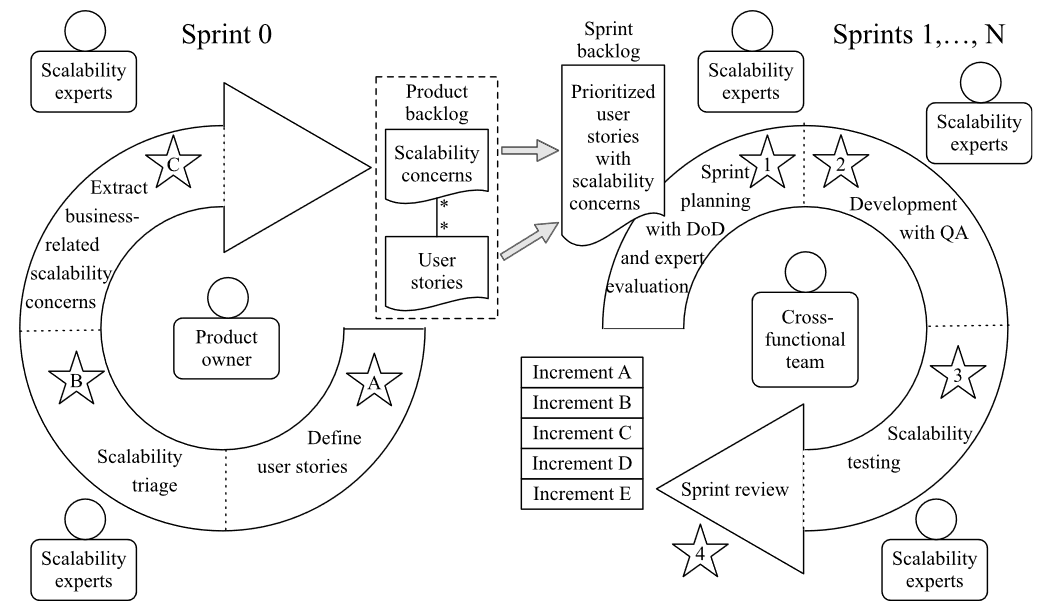 Sprint 0
Scalability
experts
C
Extract
business-
related
scalability
concerns
Product
owner
B
Scalability
triage
A
Define
user stories
Scalability
experts
Product
backlog
Scalability
concerns
*
*
User
stories
Sprint
backlog
Prioritized
user
stories
with
scalability
concerns
Sprints 1,…, N
Scalability
experts
Scalability
experts
1
Sprint
planning
with DoD
and expert
evaluation
2
Development
with QA
Cross-
functional
team
3
Scalability
testing
Increment A
Increment B
Increment C
Increment D
Increment E
Sprint review
4
Scalability
experts